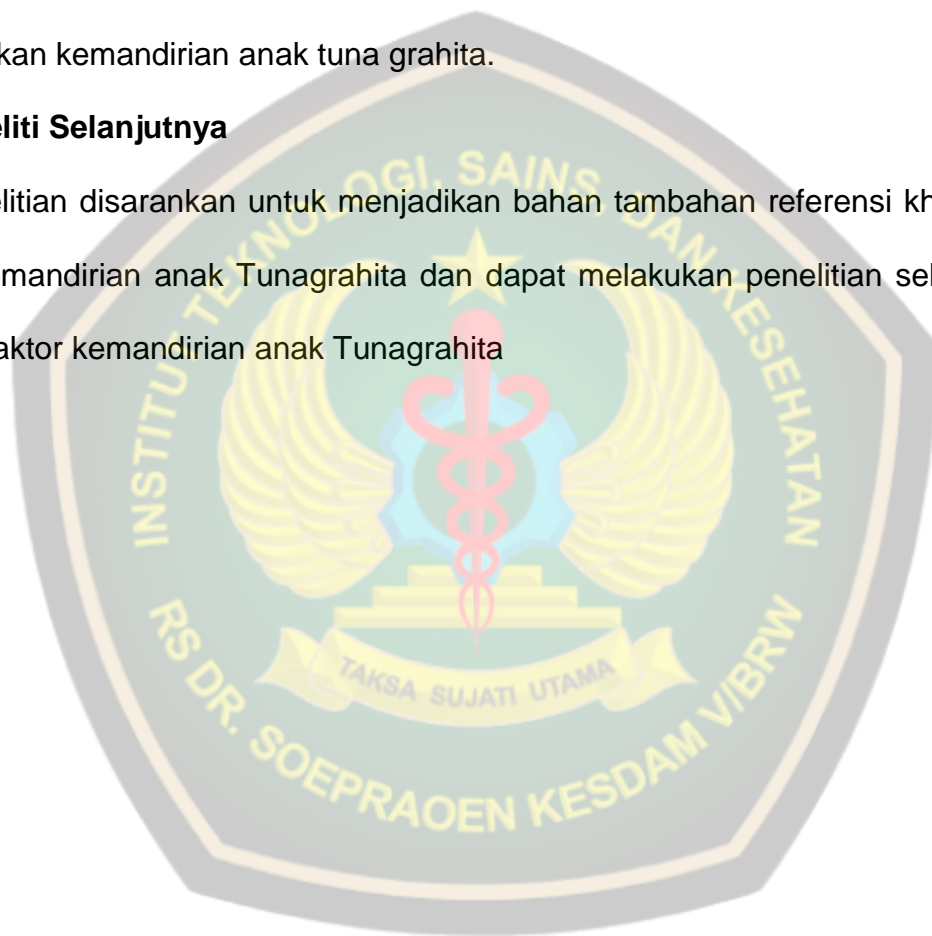 kan kemandirian anak tuna grahita.
eliti Selanjutnya
elitian disarankan untuk menjadikan bahan tambahan referensi kh
mandirian anak Tunagrahita dan dapat melakukan penelitian sel
aktor kemandirian anak Tunagrahita
INSTITUT TEKNOLOGI, SAINS, DAN KESEHATAN
TAKSA SUJATI UTAMA
RS DR. SOEPRAOEN KESDAM V/BRW